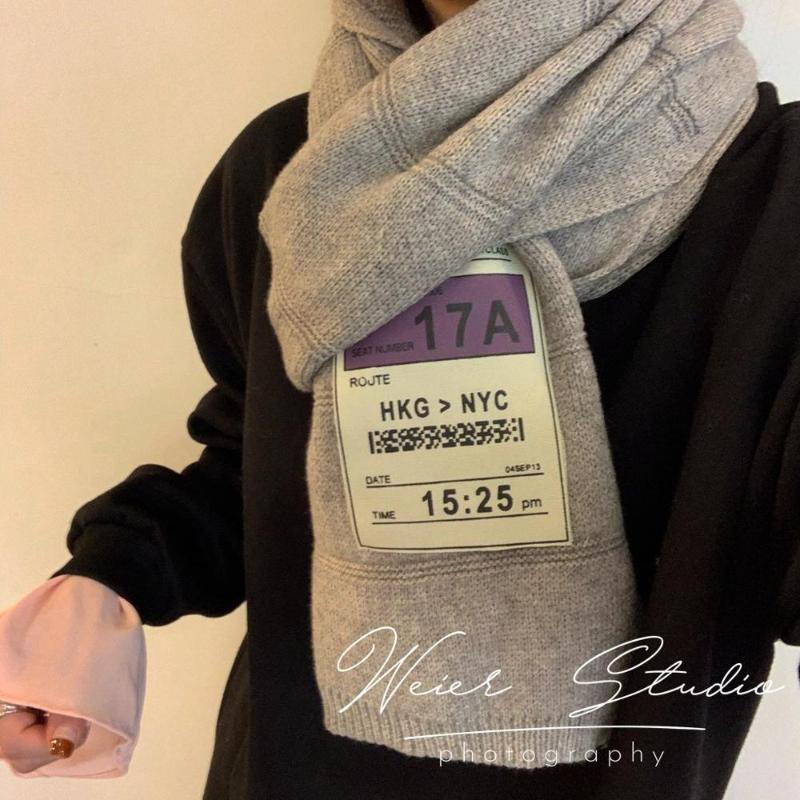 17A
SEAT NUMBER
ROUTE
HKG > NYC
04SEP13
DATE
TIME 15:25 pm
Weier Studio
photography